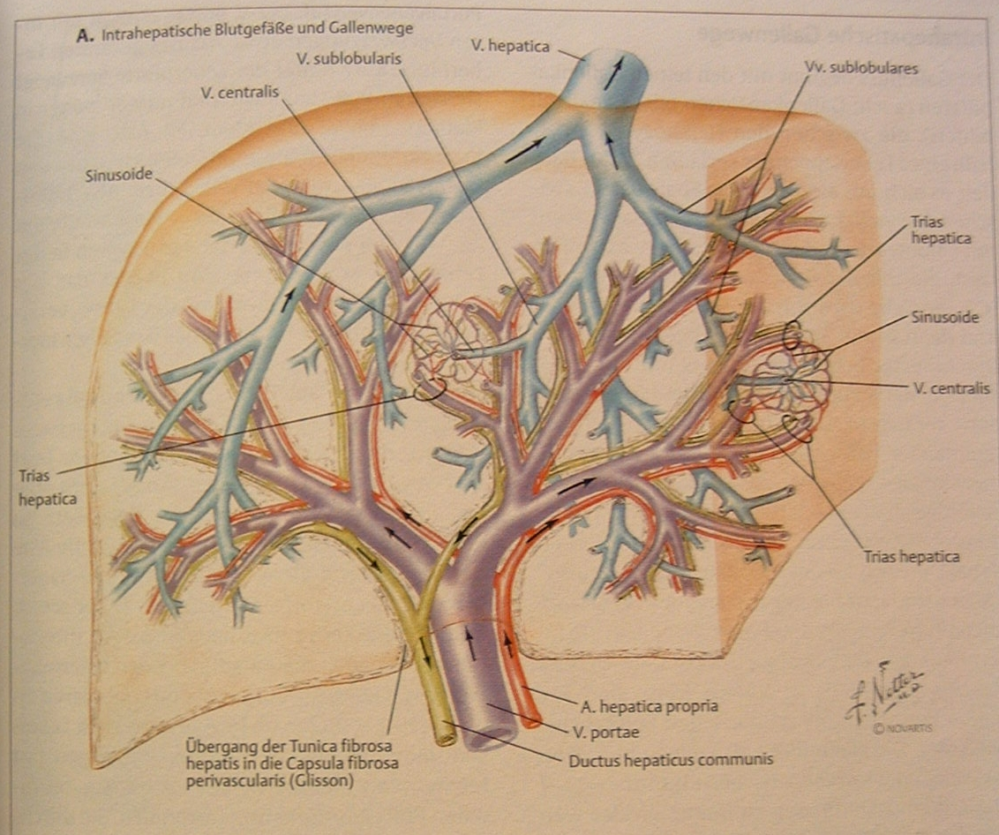 A. Intrahepatische Blutgefäße und Gallenwege
V. hepatica
V. sublobularis
Vv. sublobulares
V. centralis
Sinusoide
Trias
hepatica
Sinusoide
V. centralis
Trias
hepatica
Trias hepatica
A. hepatica propria
V. portae
Ductus hepaticus communis
Übergang der Tunica fibrosa
hepatis in die Capsula fibrosa
perivascularis (Glisson)
F. Netter
M.D.
© NOVARTIS